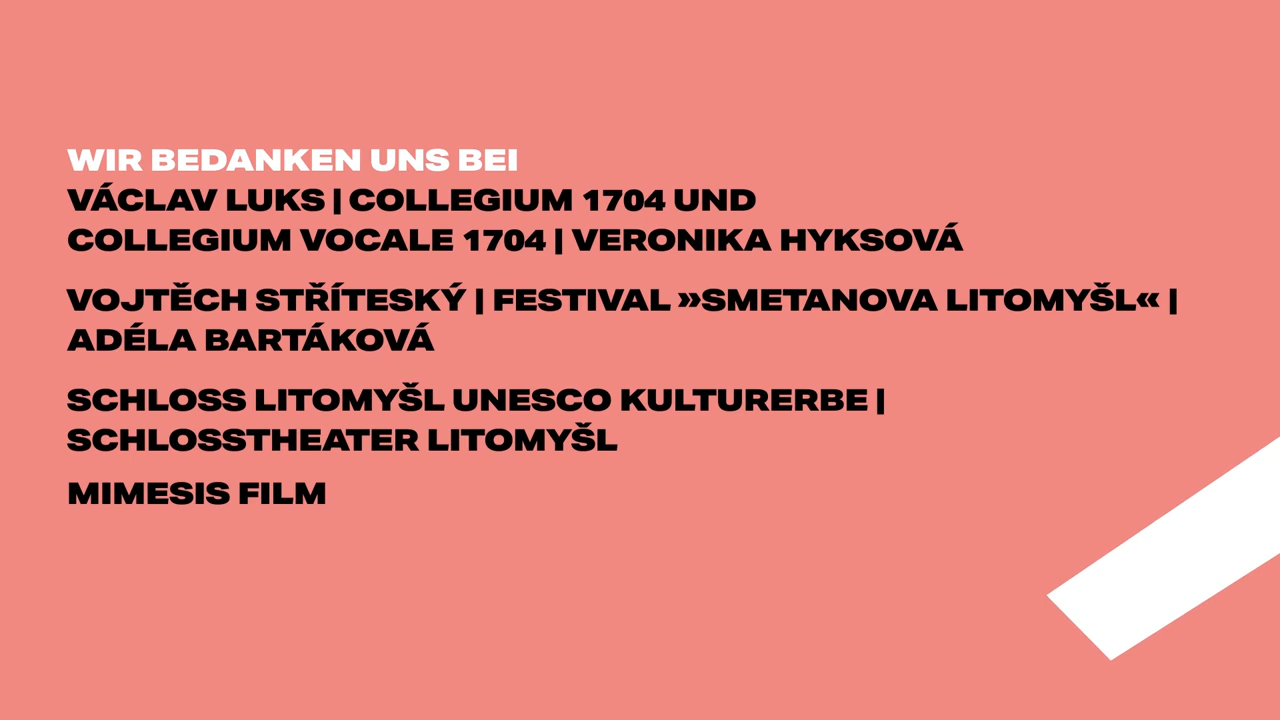 WIR BEDANKEN UNS BEI
VÁCLAV LUKS | COLLEGIUM 1704 UND
COLLEGIUM VOCALE 1704 | VERONIKA HYKSOVÁ
VOJTĚCH STŘÍTESKÝ | FESTIVAL »SMETANOVA LITOMYŠL« |
ADÉLA BARTÁKOVÁ
SCHLOSS LITOMYŠL UNESCO KULTURERBE |
SCHLOSSTHEATER LITOMYŠL
MIMESIS FILM